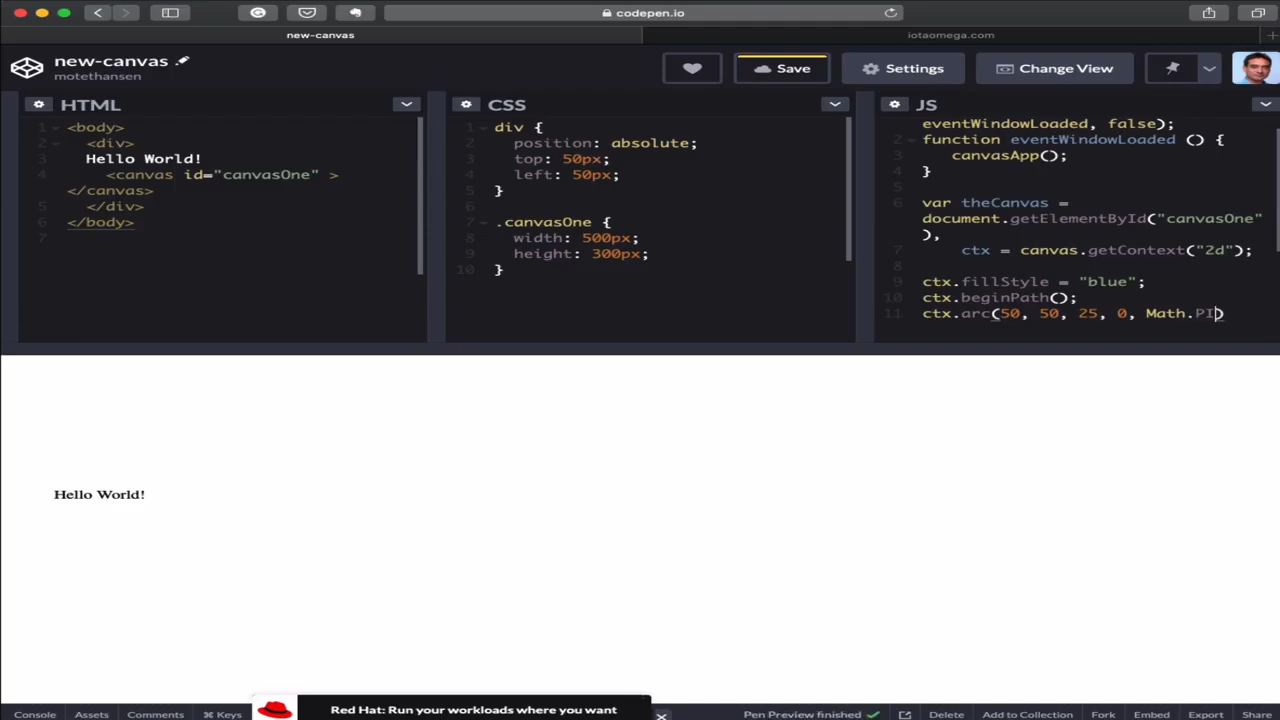 codepen.io
new-canvas
iotaomega.com
new-canvas
motethansen
Save
Settings
Change View
HTML
1 <body>
2 <div>
3 Hello World!
4 <canvas id="canvasOne" >
</canvas>
5 </div>
6 </body>
7
CSS
1 div {
2 position: absolute;
3 top: 50px;
4 left: 50px;
5 }
6
7 .canvasOne {
8 width: 500px;
9 height: 300px;
10 }
JS
eventWindowLoaded, false);
2 function eventWindowLoaded () {
3 canvasApp();
4 }
5
6 var theCanvas =
document.getElementById("canvasOne"
),
7 ctx = canvas.getContext("2d");
8
9 ctx.fillStyle = "blue";
10 ctx.beginPath();
11 ctx.arc(50, 50, 25, 0, Math.PI)
Hello World!
Red Hat: Run your workloads where you want
Console
Assets
Comments
⌘ Keys
Pen Preview finished
Delete
Add to Collection
Fork
Embed
Export
Share